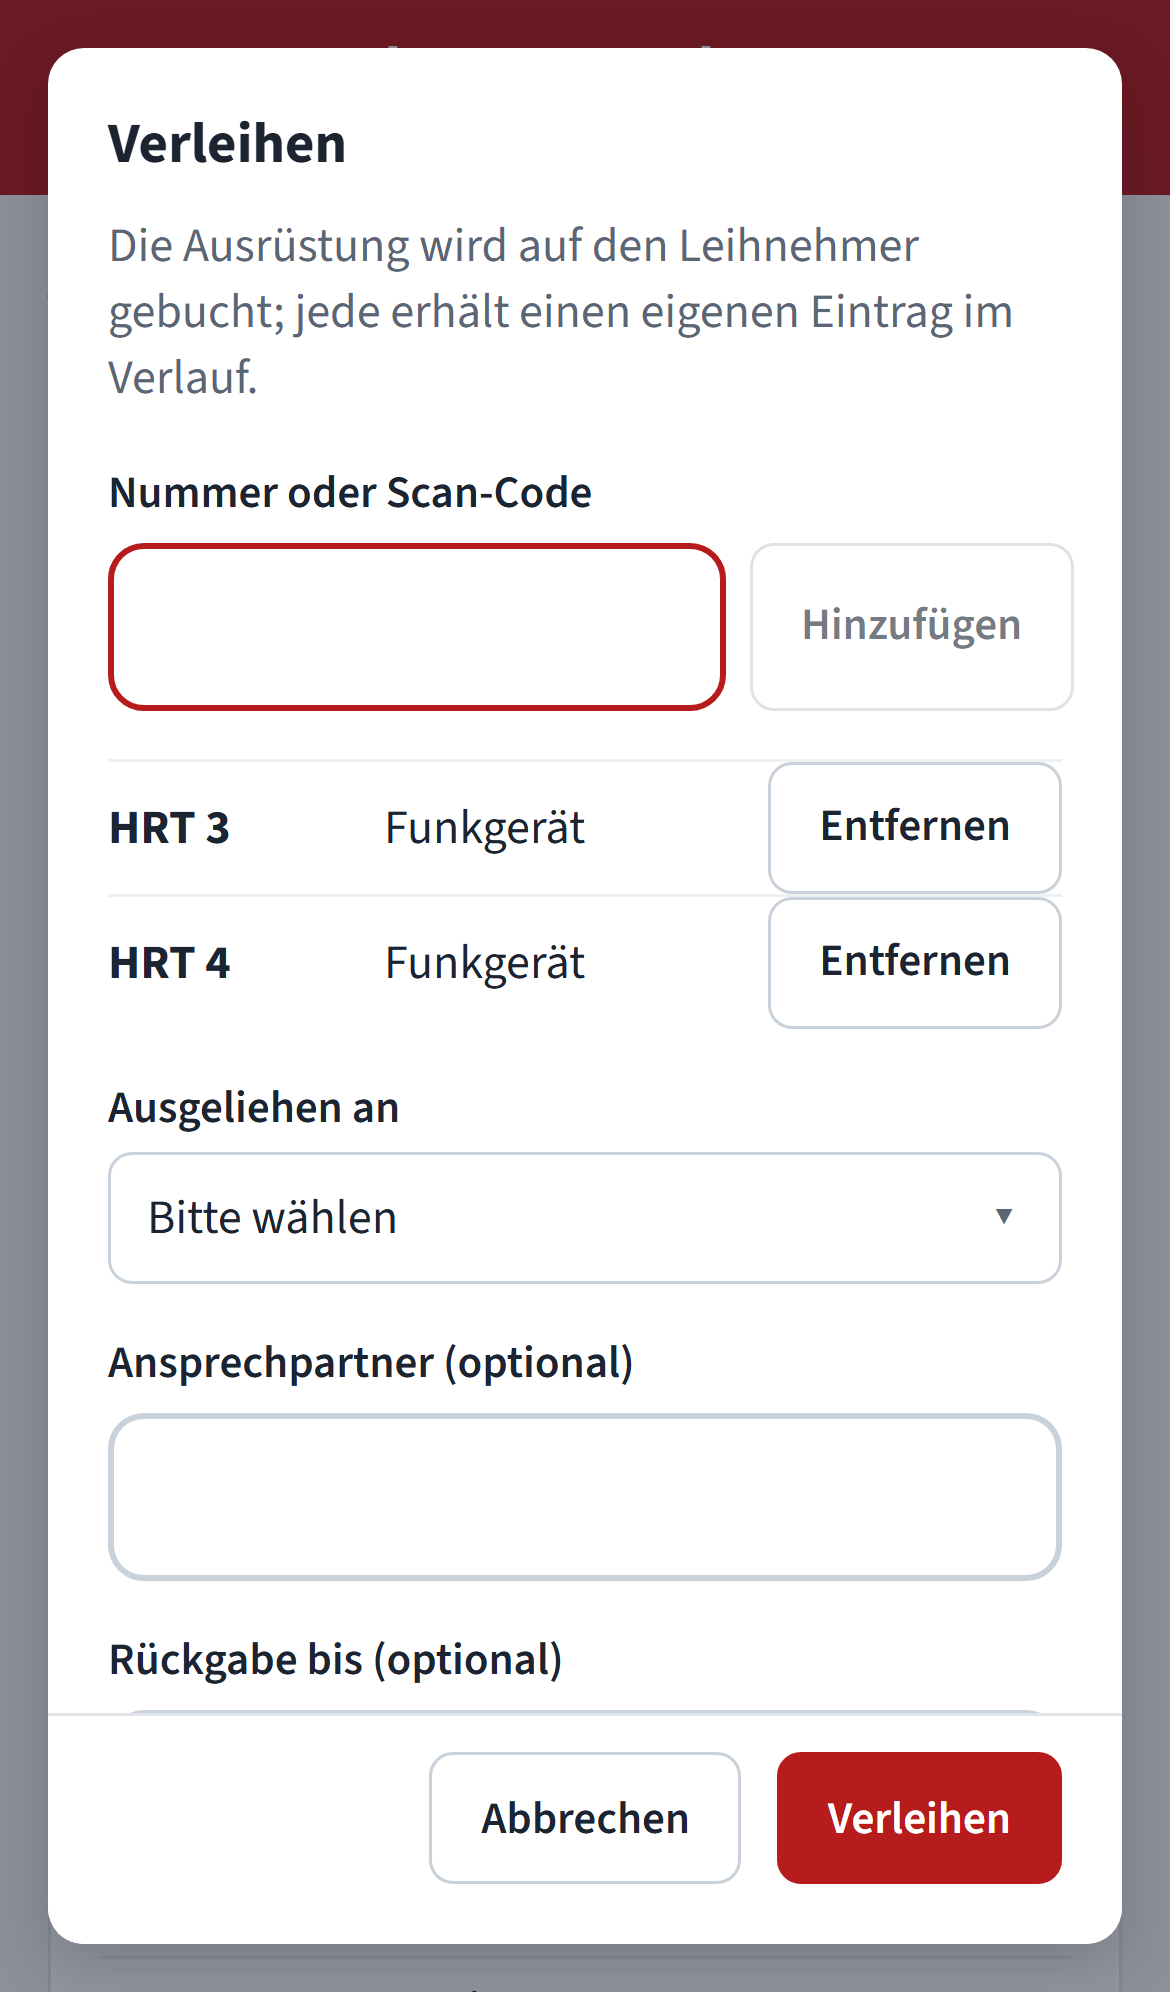 Verleihen
Die Ausrüstung wird auf den Leihnehmer
gebucht; jede erhält einen eigenen Eintrag im
Verlauf.
Nummer oder Scan-Code
Hinzufügen
HRT 3 Funkgerät Entfernen
HRT 4 Funkgerät Entfernen
Ausgeliehen an
Bitte wählen
Ansprechpartner (optional)
Rückgabe bis (optional)
Abbrechen Verleihen